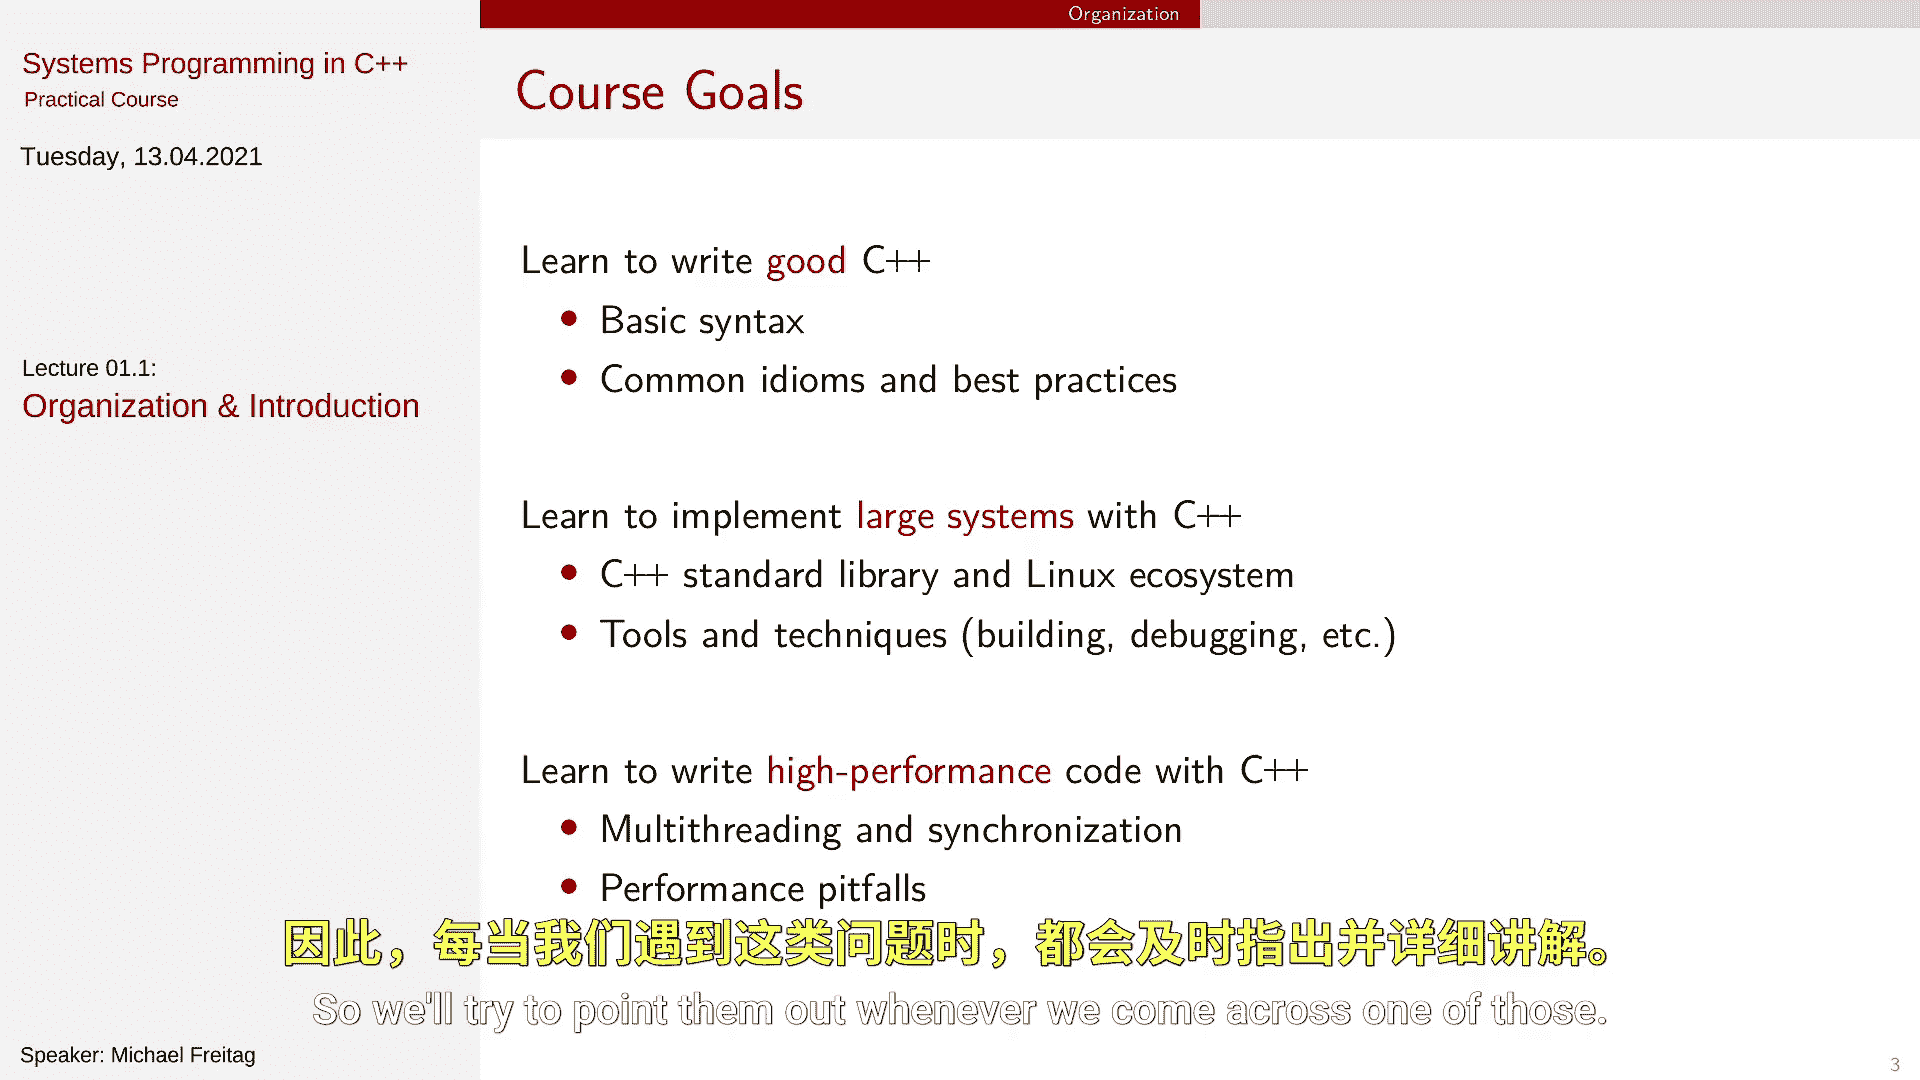 Organization
Systems Programming in C++
Practical Course
Tuesday, 13.04.2021
Lecture 01.1:
Organization & Introduction
Course Goals
Learn to write good C++
• Basic syntax
• Common idioms and best practices
Learn to implement large systems with C++
• C++ standard library and Linux ecosystem
• Tools and techniques (building, debugging, etc.)
Learn to write high-performance code with C++
• Multithreading and synchronization
• Performance pitfalls
因此，每当我们遇到这类问题时，都会及时指出并详细讲解。
So we'll try to point them out whenever we come across one of those.
Speaker: Michael Freitag
3